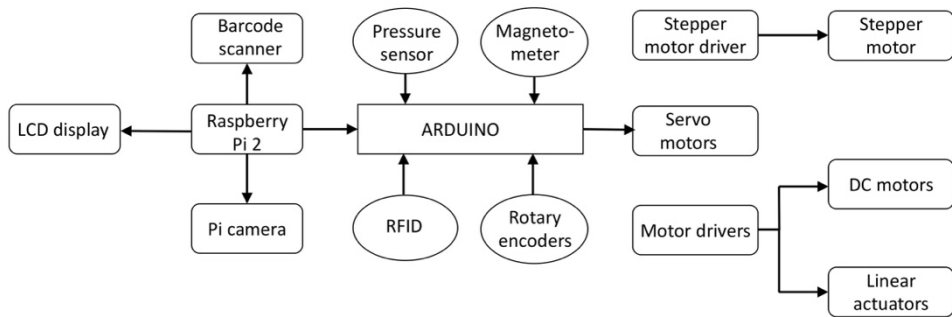 Barcode
scanner
Pressure
sensor
Magneto-
meter
Stepper
motor driver
Stepper
motor
LCD display
Raspberry
Pi 2
ARDUINO
Servo
motors
Pi camera
RFID
Rotary
encoders
Motor drivers
DC motors
Linear
actuators